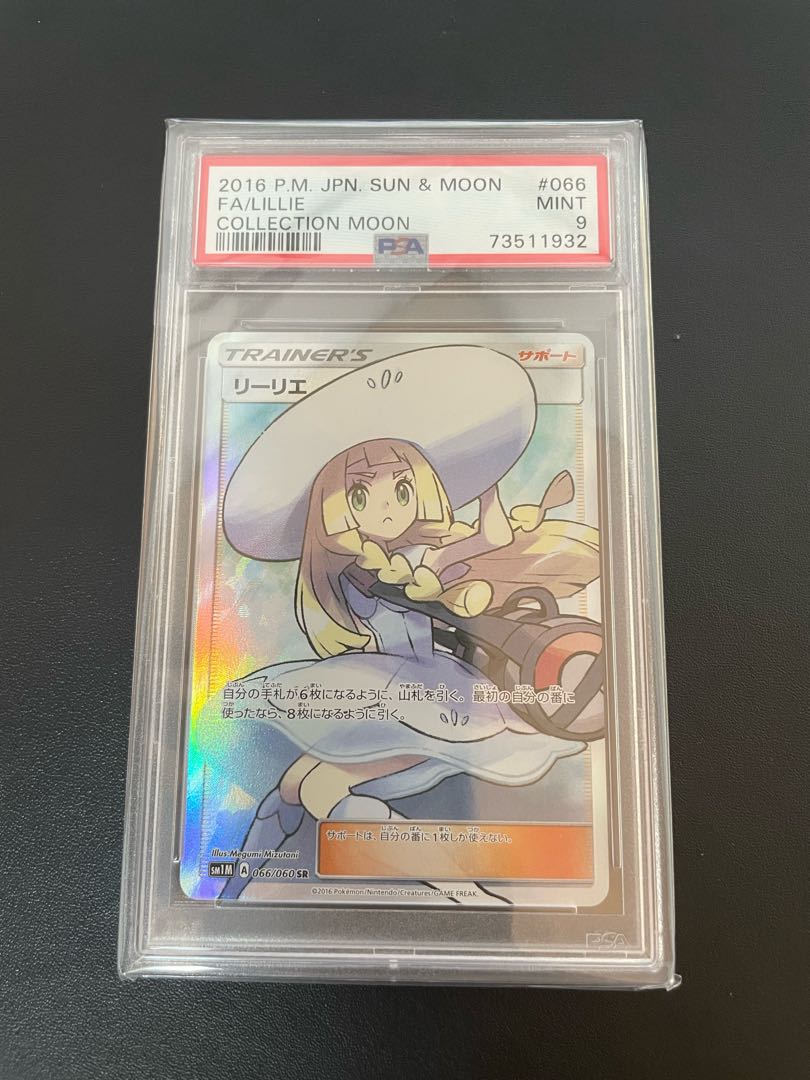 2016 P.M. JPN. SUN & MOON #066
FA/LILLIE MINT
COLLECTION MOON 9
PSA 73511932
TRAINER'S サポート
リーリエ
自分の手札が6枚になるように、山札を引く。最初の自分の番に
使ったなら、8枚になるように引く。
サポートは、自分の番に1枚しか使えない。
Illus. Megumi Mizutani
SM1M A 066/060 SR
©2016 Pokémon/Nintendo/Creatures/GAME FREAK.
PSA